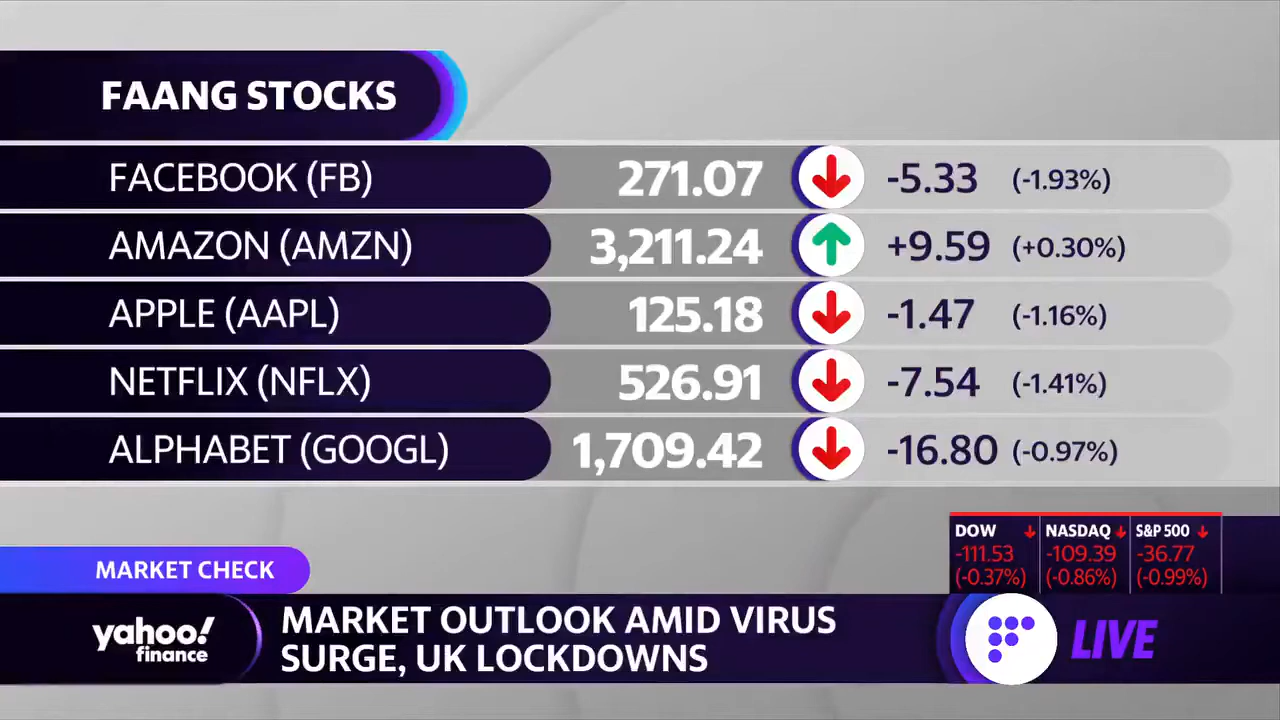 FAANG STOCKS
FACEBOOK (FB) 271.07 -5.33 (-1.93%)
AMAZON (AMZN) 3,211.24 +9.59 (+0.30%)
APPLE (AAPL) 125.18 -1.47 (-1.16%)
NETFLIX (NFLX) 526.91 -7.54 (-1.41%)
ALPHABET (GOOGL) 1,709.42 -16.80 (-0.97%)
DOW NASDAQ S&P 500
-111.53 -109.39 -36.77
(-0.37%) (-0.86%) (-0.99%)
MARKET CHECK
yahoo!
finance
MARKET OUTLOOK AMID VIRUS
SURGE, UK LOCKDOWNS
LIVE